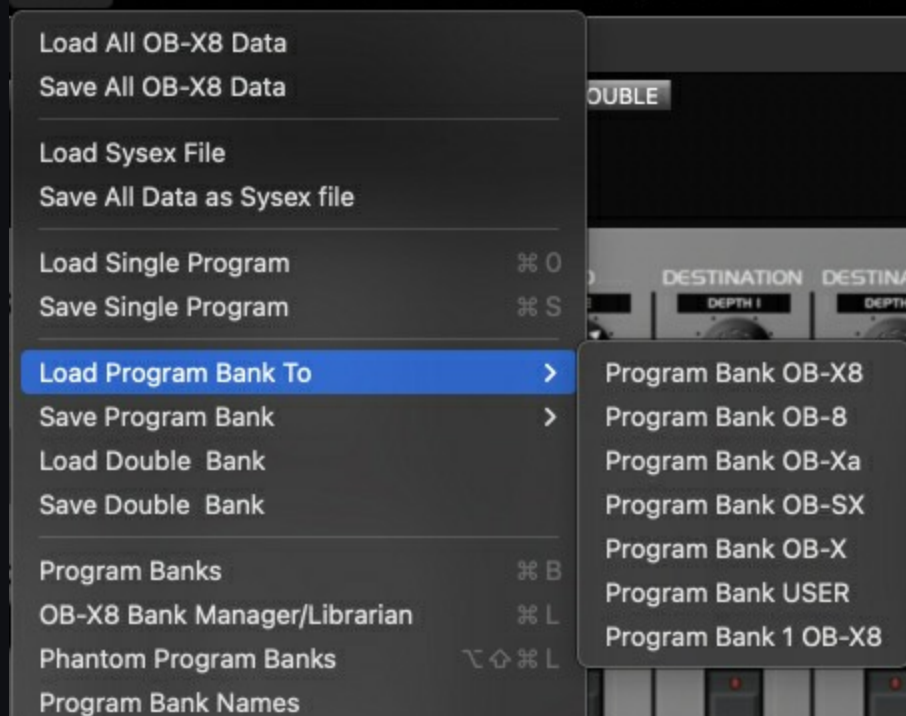 Load All OB-X8 Data
Save All OB-X8 Data
Load Sysex File
Save All Data as Sysex file
Load Single Program ⌘ O
Save Single Program ⌘ S
Load Program Bank To >
Save Program Bank >
Load Double  Bank
Save Double  Bank
Program Banks ⌘ B
OB-X8 Bank Manager/Librarian ⌘ L
Phantom Program Banks ⌥⇧⌘ L
Program Bank Names
Program Bank OB-X8
Program Bank OB-8
Program Bank OB-Xa
Program Bank OB-SX
Program Bank OB-X
Program Bank USER
Program Bank 1 OB-X8
OUBLE
DESTINATION DESTINA
DEPTH I DEPTH